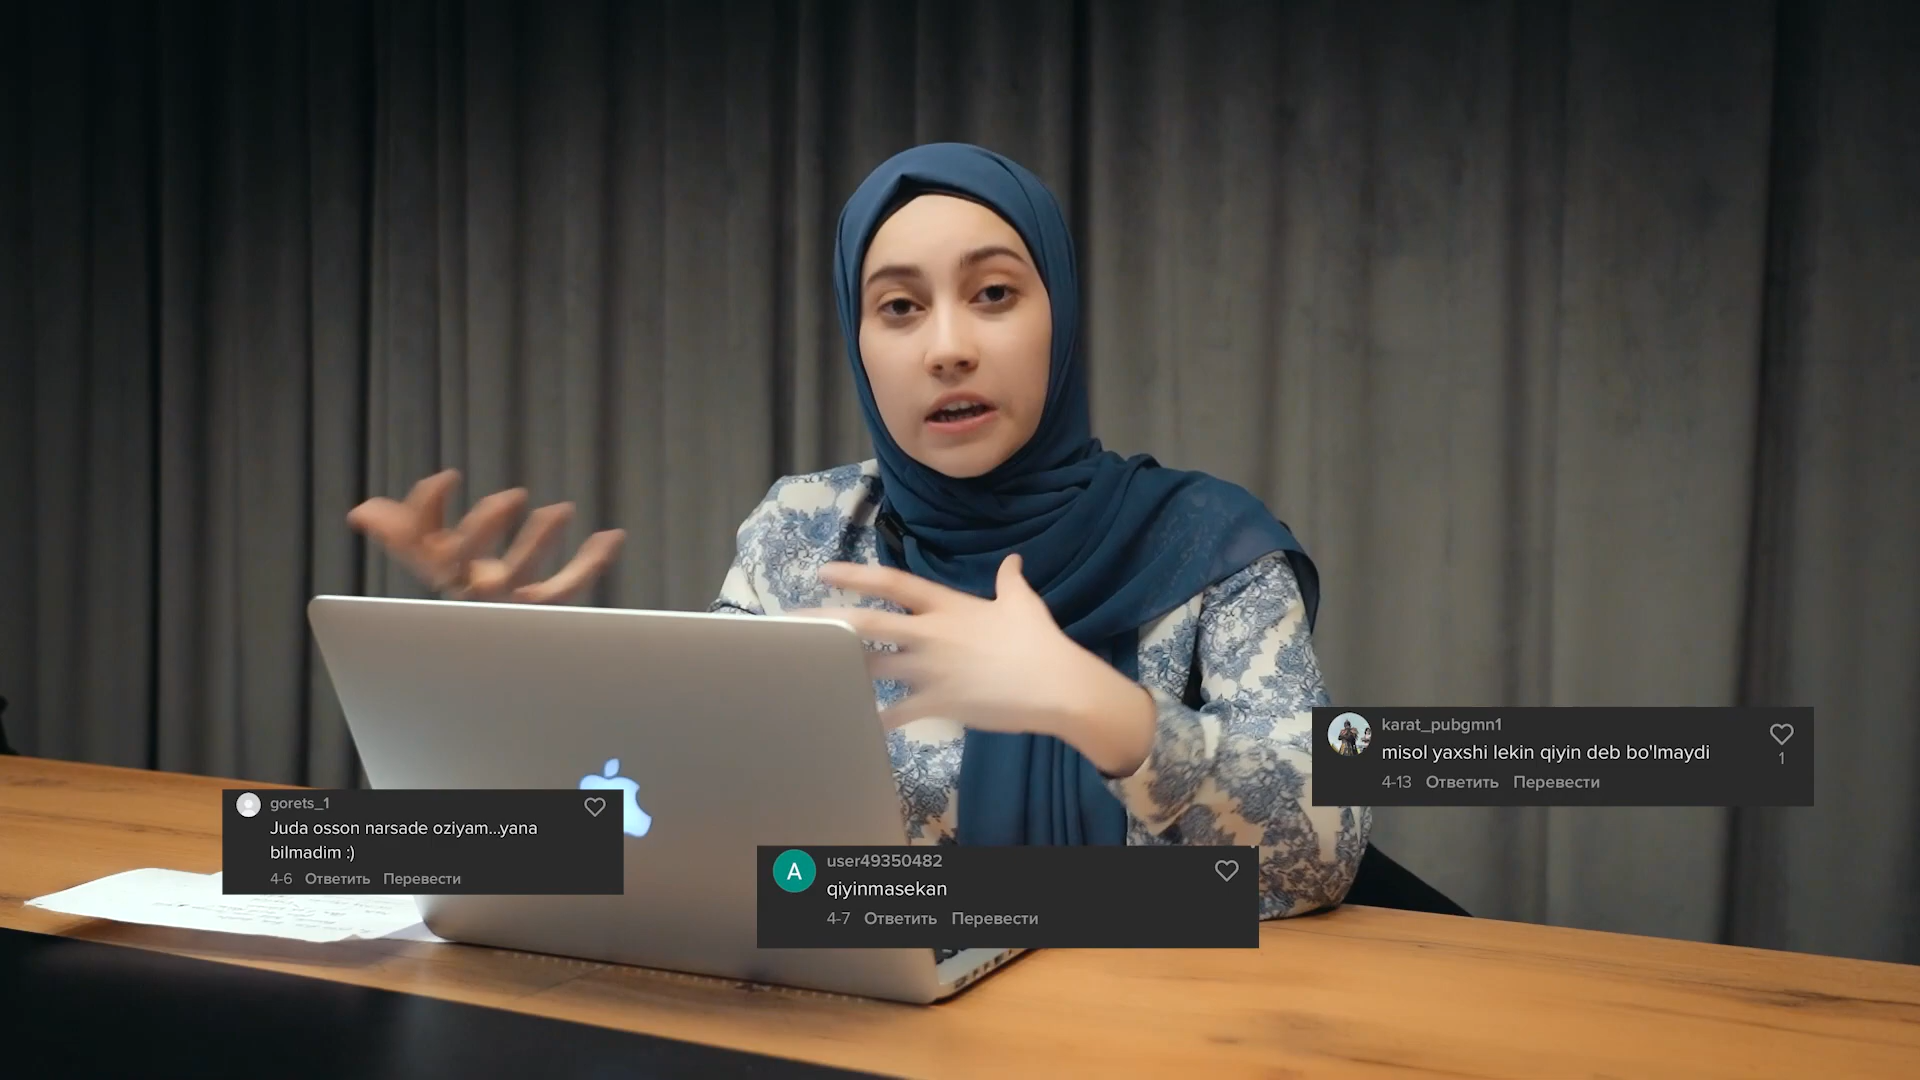 karat_pubgmn1
misol yaxshi lekin qiyin deb bo'lmaydi
1
4-13 Ответить Перевести
gorets_1
Juda osson narsade oziyam...yana
bilmadim :)
4-6 Ответить Перевести
A
user49350482
qiyinmasekan
4-7 Ответить Перевести